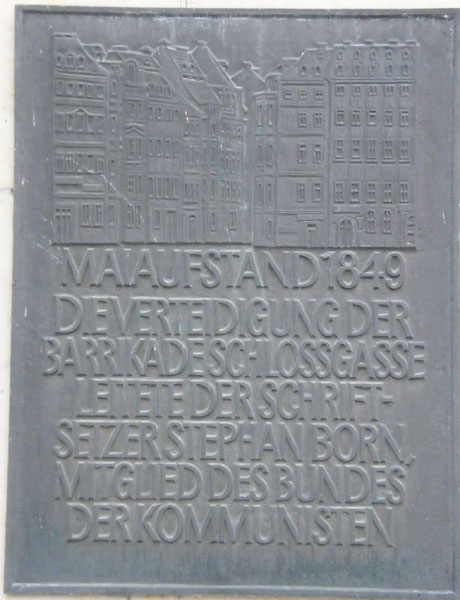 MAIAUFSTAND 1849
DIE VERTEIDIGUNG DER
BARRIKADE SCHLOSSGASSE
LEITETE DER SCHRIFT-
SETZER STEPHAN BORN,
MITGLIED DES BUNDES
DER KOMMUNISTEN